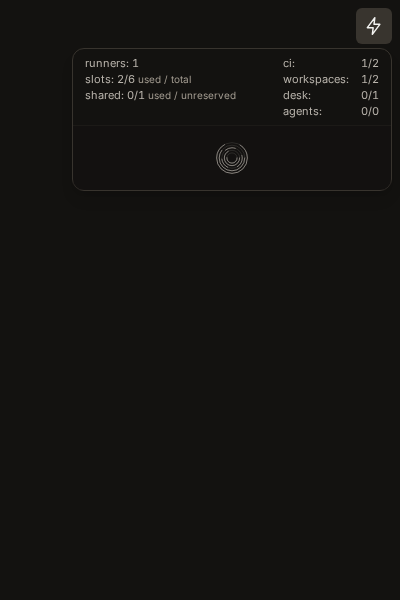 runners: 1
slots: 2/6 used / total
shared: 0/1 used / unreserved
ci: 1/2
workspaces: 1/2
desk: 0/1
agents: 0/0